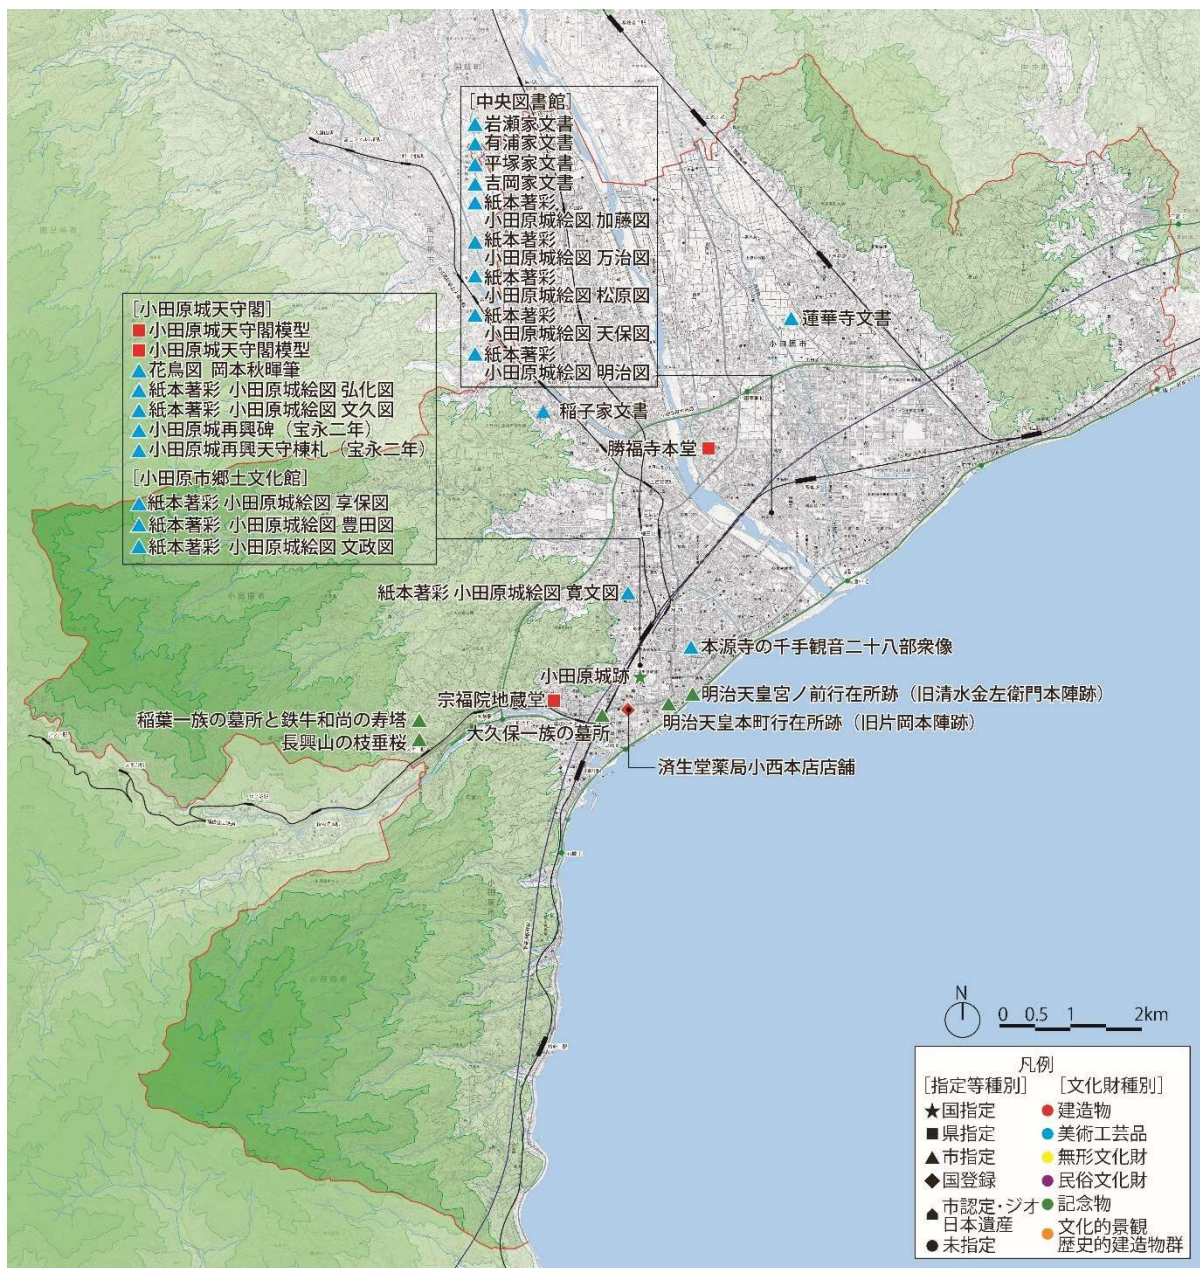 [中央図書館]
岩瀬家文書
有浦家文書
平塚家文書
吉岡家文書
紙本著彩
小田原城絵図 加藤図
紙本著彩
小田原城絵図 万治図
紙本著彩
小田原城絵図 松原図
紙本著彩
小田原城絵図 天保図
紙本著彩
小田原城絵図 明治図
[小田原城天守閣]
小田原城天守閣模型
小田原城天守閣模型
花鳥図 岡本秋暉筆
紙本著彩 小田原城絵図 弘化図
紙本著彩 小田原城絵図 文久図
小田原城再興碑（宝永二年）
小田原城再興天守棟札（宝永二年）
[小田原市郷土文化館]
紙本著彩 小田原城絵図 享保図
紙本著彩 小田原城絵図 豊田図
紙本著彩 小田原城絵図 文政図
蓮華寺文書
小田原市
稲子家文書
勝福寺本堂
紙本著彩 小田原城絵図 寛文図
本源寺の千手観音二十八部衆像
小田原城跡
宗福院地蔵堂
明治天皇宮ノ前行在所跡（旧清水金左衛門本陣跡）
稲葉一族の墓所と鉄牛和尚の寿塔
大久保一族の墓所
明治天皇本町行在所跡（旧片岡本陣跡）
長興山の枝垂桜
済生堂薬局小西本店店舗
N
0 0.5 1 2km
凡例
[指定等種別] [文化財種別]
国指定 建造物
県指定 美術工芸品
市指定 無形文化財
国登録 民俗文化財
市認定・ジオ 記念物
日本遺産
文化的景観
未指定 歴史的建造物群